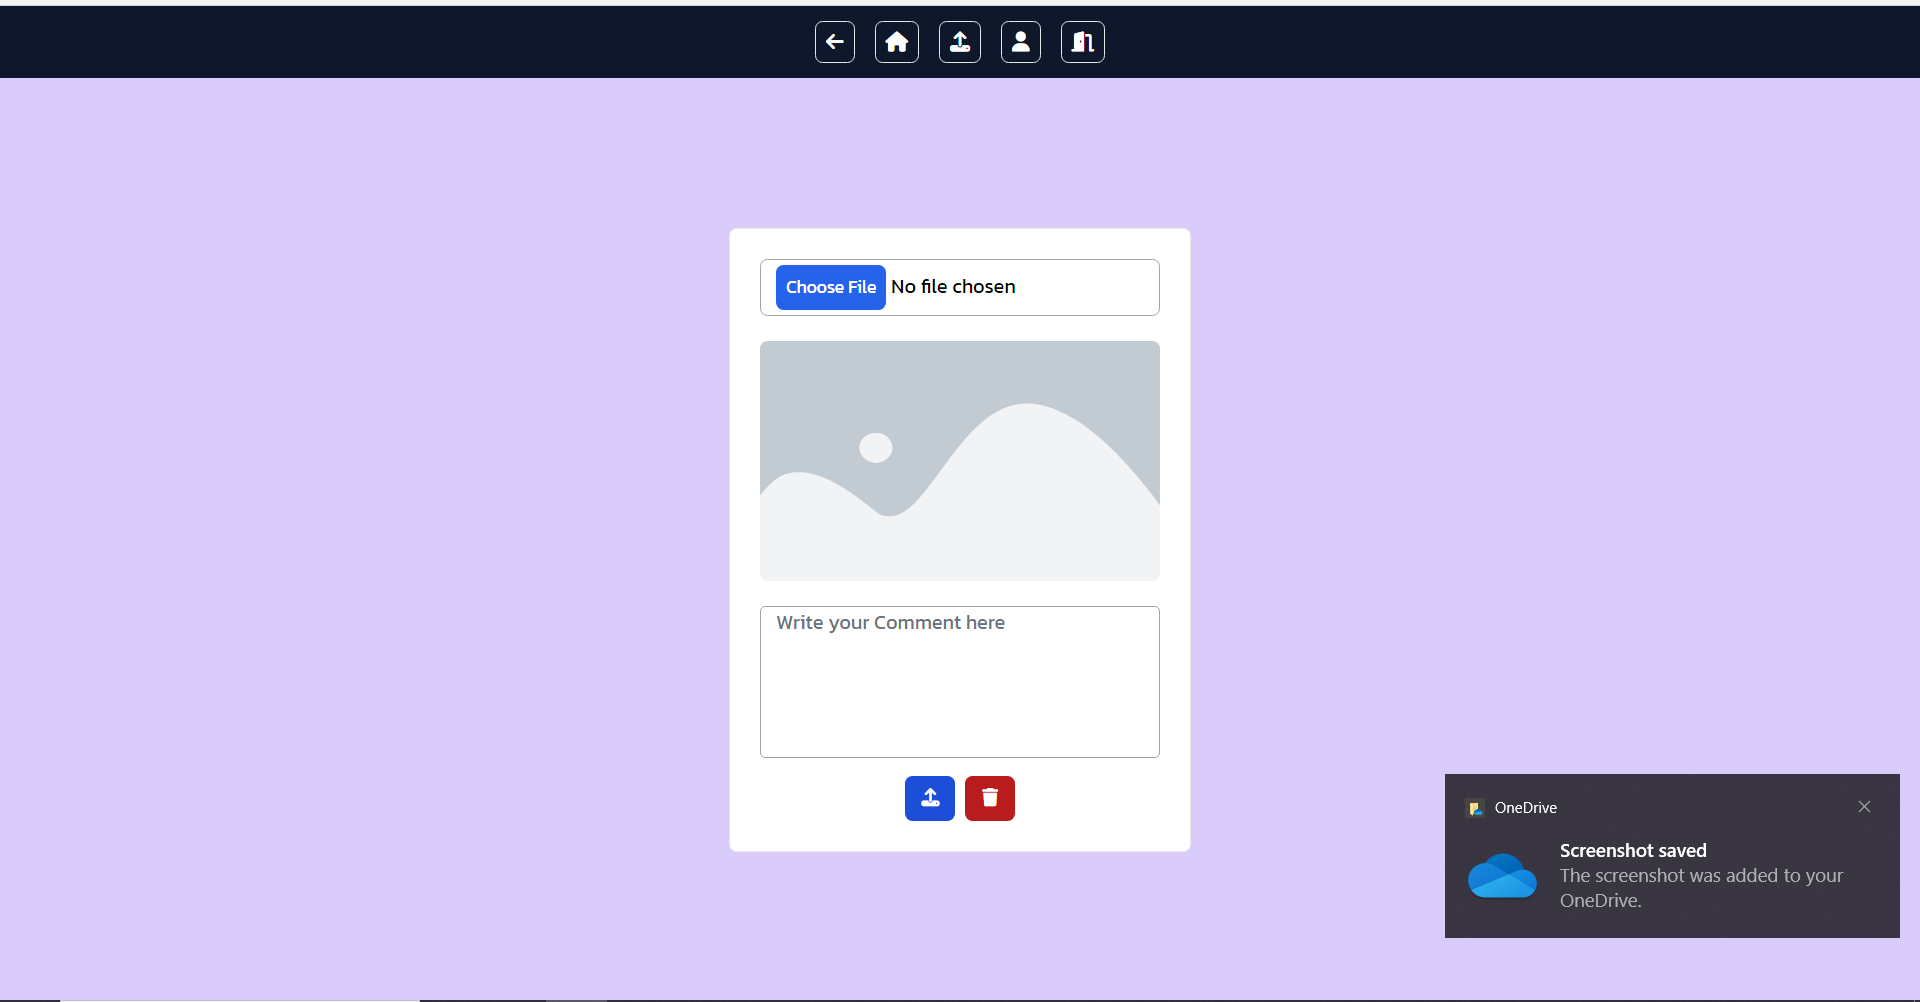 Choose File No file chosen
Write your Comment here
OneDrive
Screenshot saved
The screenshot was added to your
OneDrive.